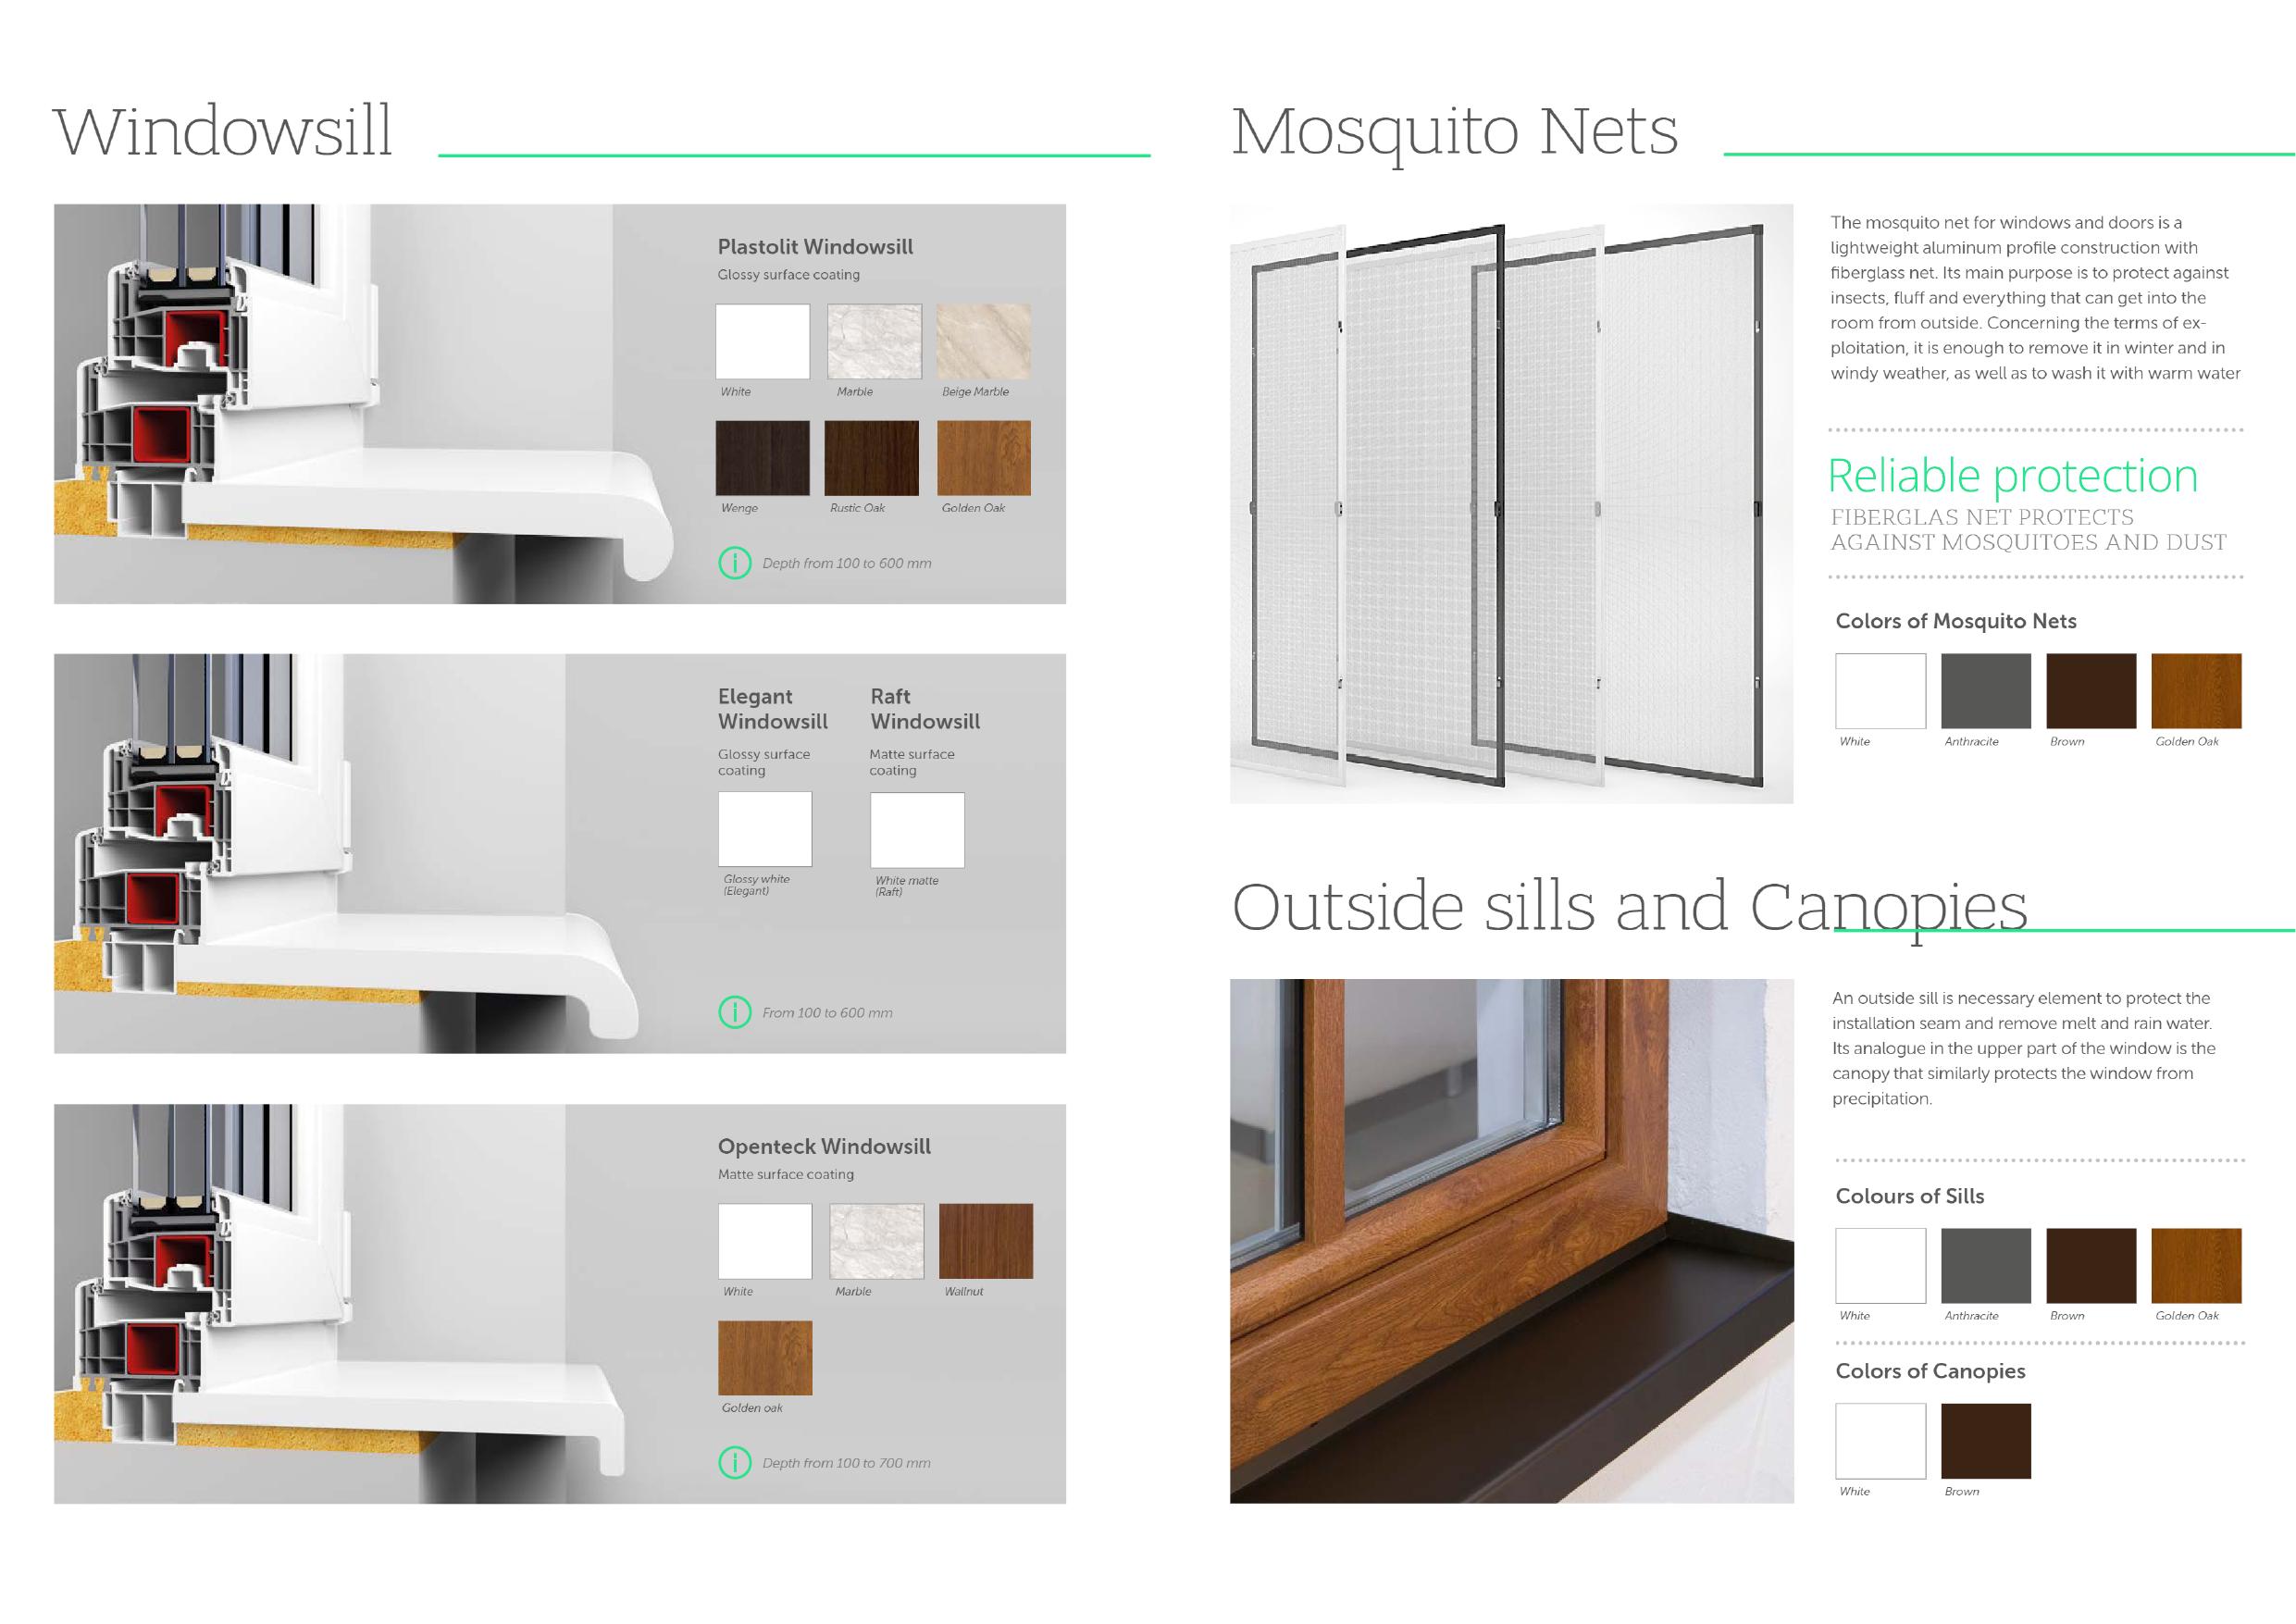 Windowsill
Plastolit Windowsill
Glossy surface coating
White
Marble
Beige Marble
Wenge
Rustic Oak
Golden Oak
Depth from 100 to 600 mm
Elegant
Windowsill
Glossy surface
coating
Glossy white
(Elegant)
Raft
Windowsill
Matte surface
coating
White matte
(Raft)
From 100 to 600 mm
Openteck Windowsill
Matte surface coating
White
Marble
Wallnut
Golden oak
Depth from 100 to 700 mm
Mosquito Nets
The mosquito net for windows and doors is a
lightweight aluminum profile construction with
fiberglass net. Its main purpose is to protect against
insects, fluff and everything that can get into the
room from outside. Concerning the terms of ex-
ploitation, it is enough to remove it in winter and in
windy weather, as well as to wash it with warm water
Reliable protection
FIBERGLAS NET PROTECTS
AGAINST MOSQUITOES AND DUST
Colors of Mosquito Nets
White
Anthracite
Brown
Golden Oak
Outside sills and Canopies
An outside sill is necessary element to protect the
installation seam and remove melt and rain water.
Its analogue in the upper part of the window is the
canopy that similarly protects the window from
precipitation.
Colours of Sills
White
Anthracite
Brown
Golden Oak
Colors of Canopies
White
Brown